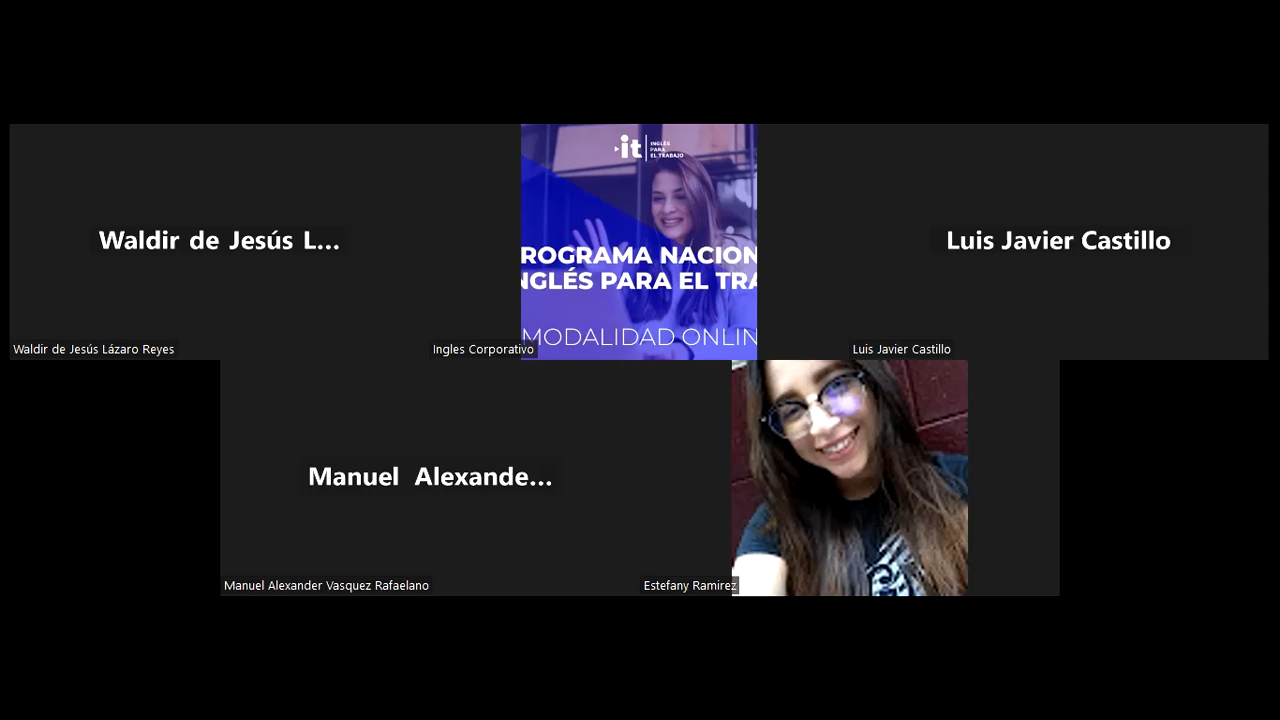 Waldir de Jesús L...
Waldir de Jesús Lázaro Reyes
it
INGLÉS
PARA
EL TRABAJO
ROGRAMA NACION
NGLÉS PARA EL TRA
MODALIDAD ONLIN
Ingles Corporativo
Luis Javier Castillo
Luis Javier Castillo
Manuel Alexande...
Manuel Alexander Vasquez Rafaelano
Estefany Ramirez